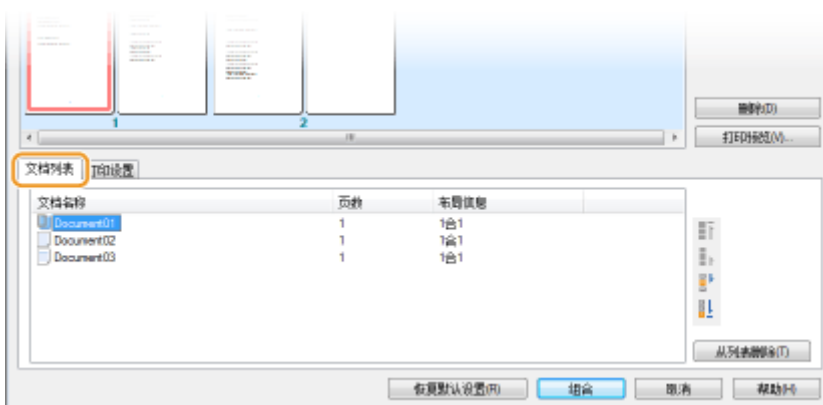 1 2
删除(D)
打印预览(V)...
文档列表 打印设置
文档名称 页数 布局信息
Document01 1 1合1
Document02 1 1合1
Document03 1 1合1
从列表删除(T)
恢复默认设置(R) 组合 取消 帮助(H)